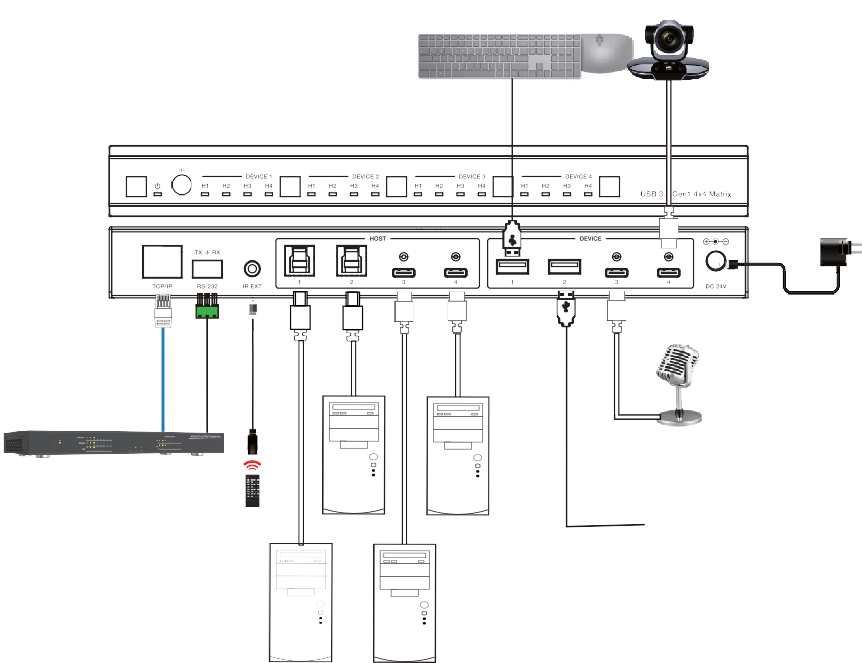 IR
DEVICE 1 DEVICE 2 DEVICE 3 DEVICE 4
H1 H2 H3 H4 H1 H2 H3 H4 H1 H2 H3 H4 H1 H2 H3 H4
USB 3. Gen1 4x4 Matrix
HOST DEVICE
TX RX
1 2 3 4 1 2 3 4
TCP/IP RS-232 IR EXT DC 24V